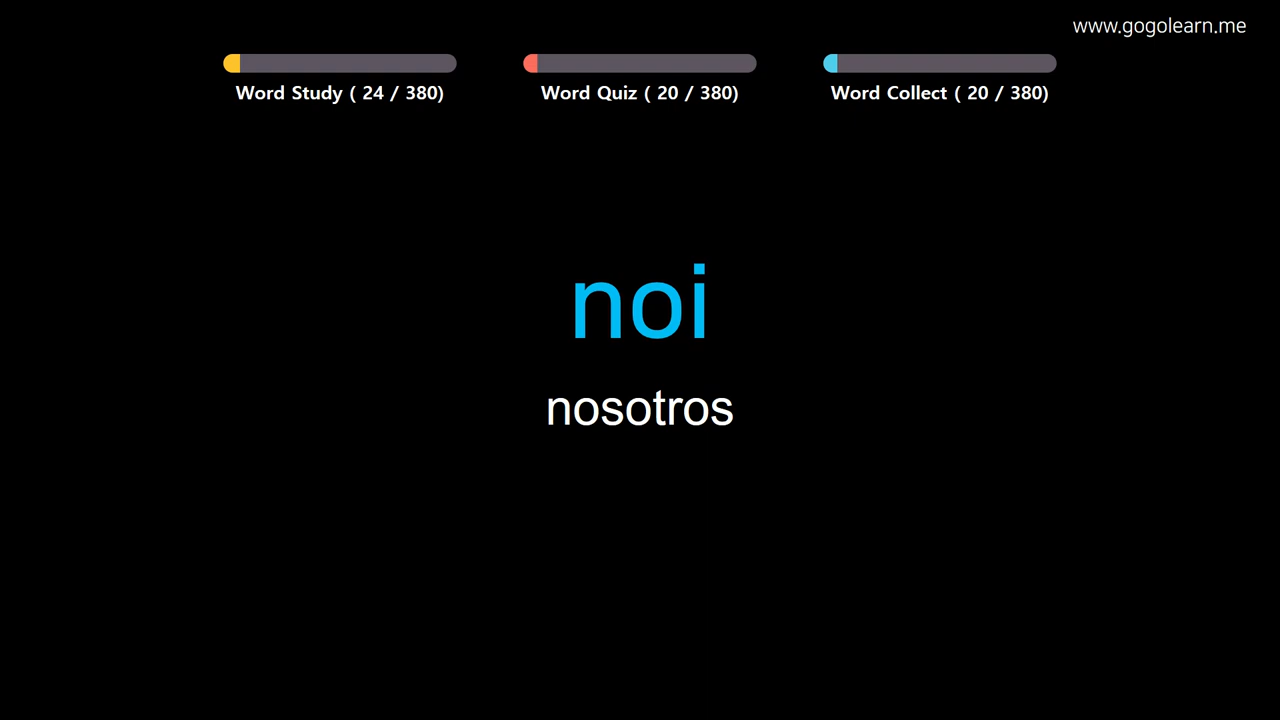 www.gogolearn.me
Word Study ( 24 / 380)
Word Quiz ( 20 / 380)
Word Collect ( 20 / 380)
noi
nosotros